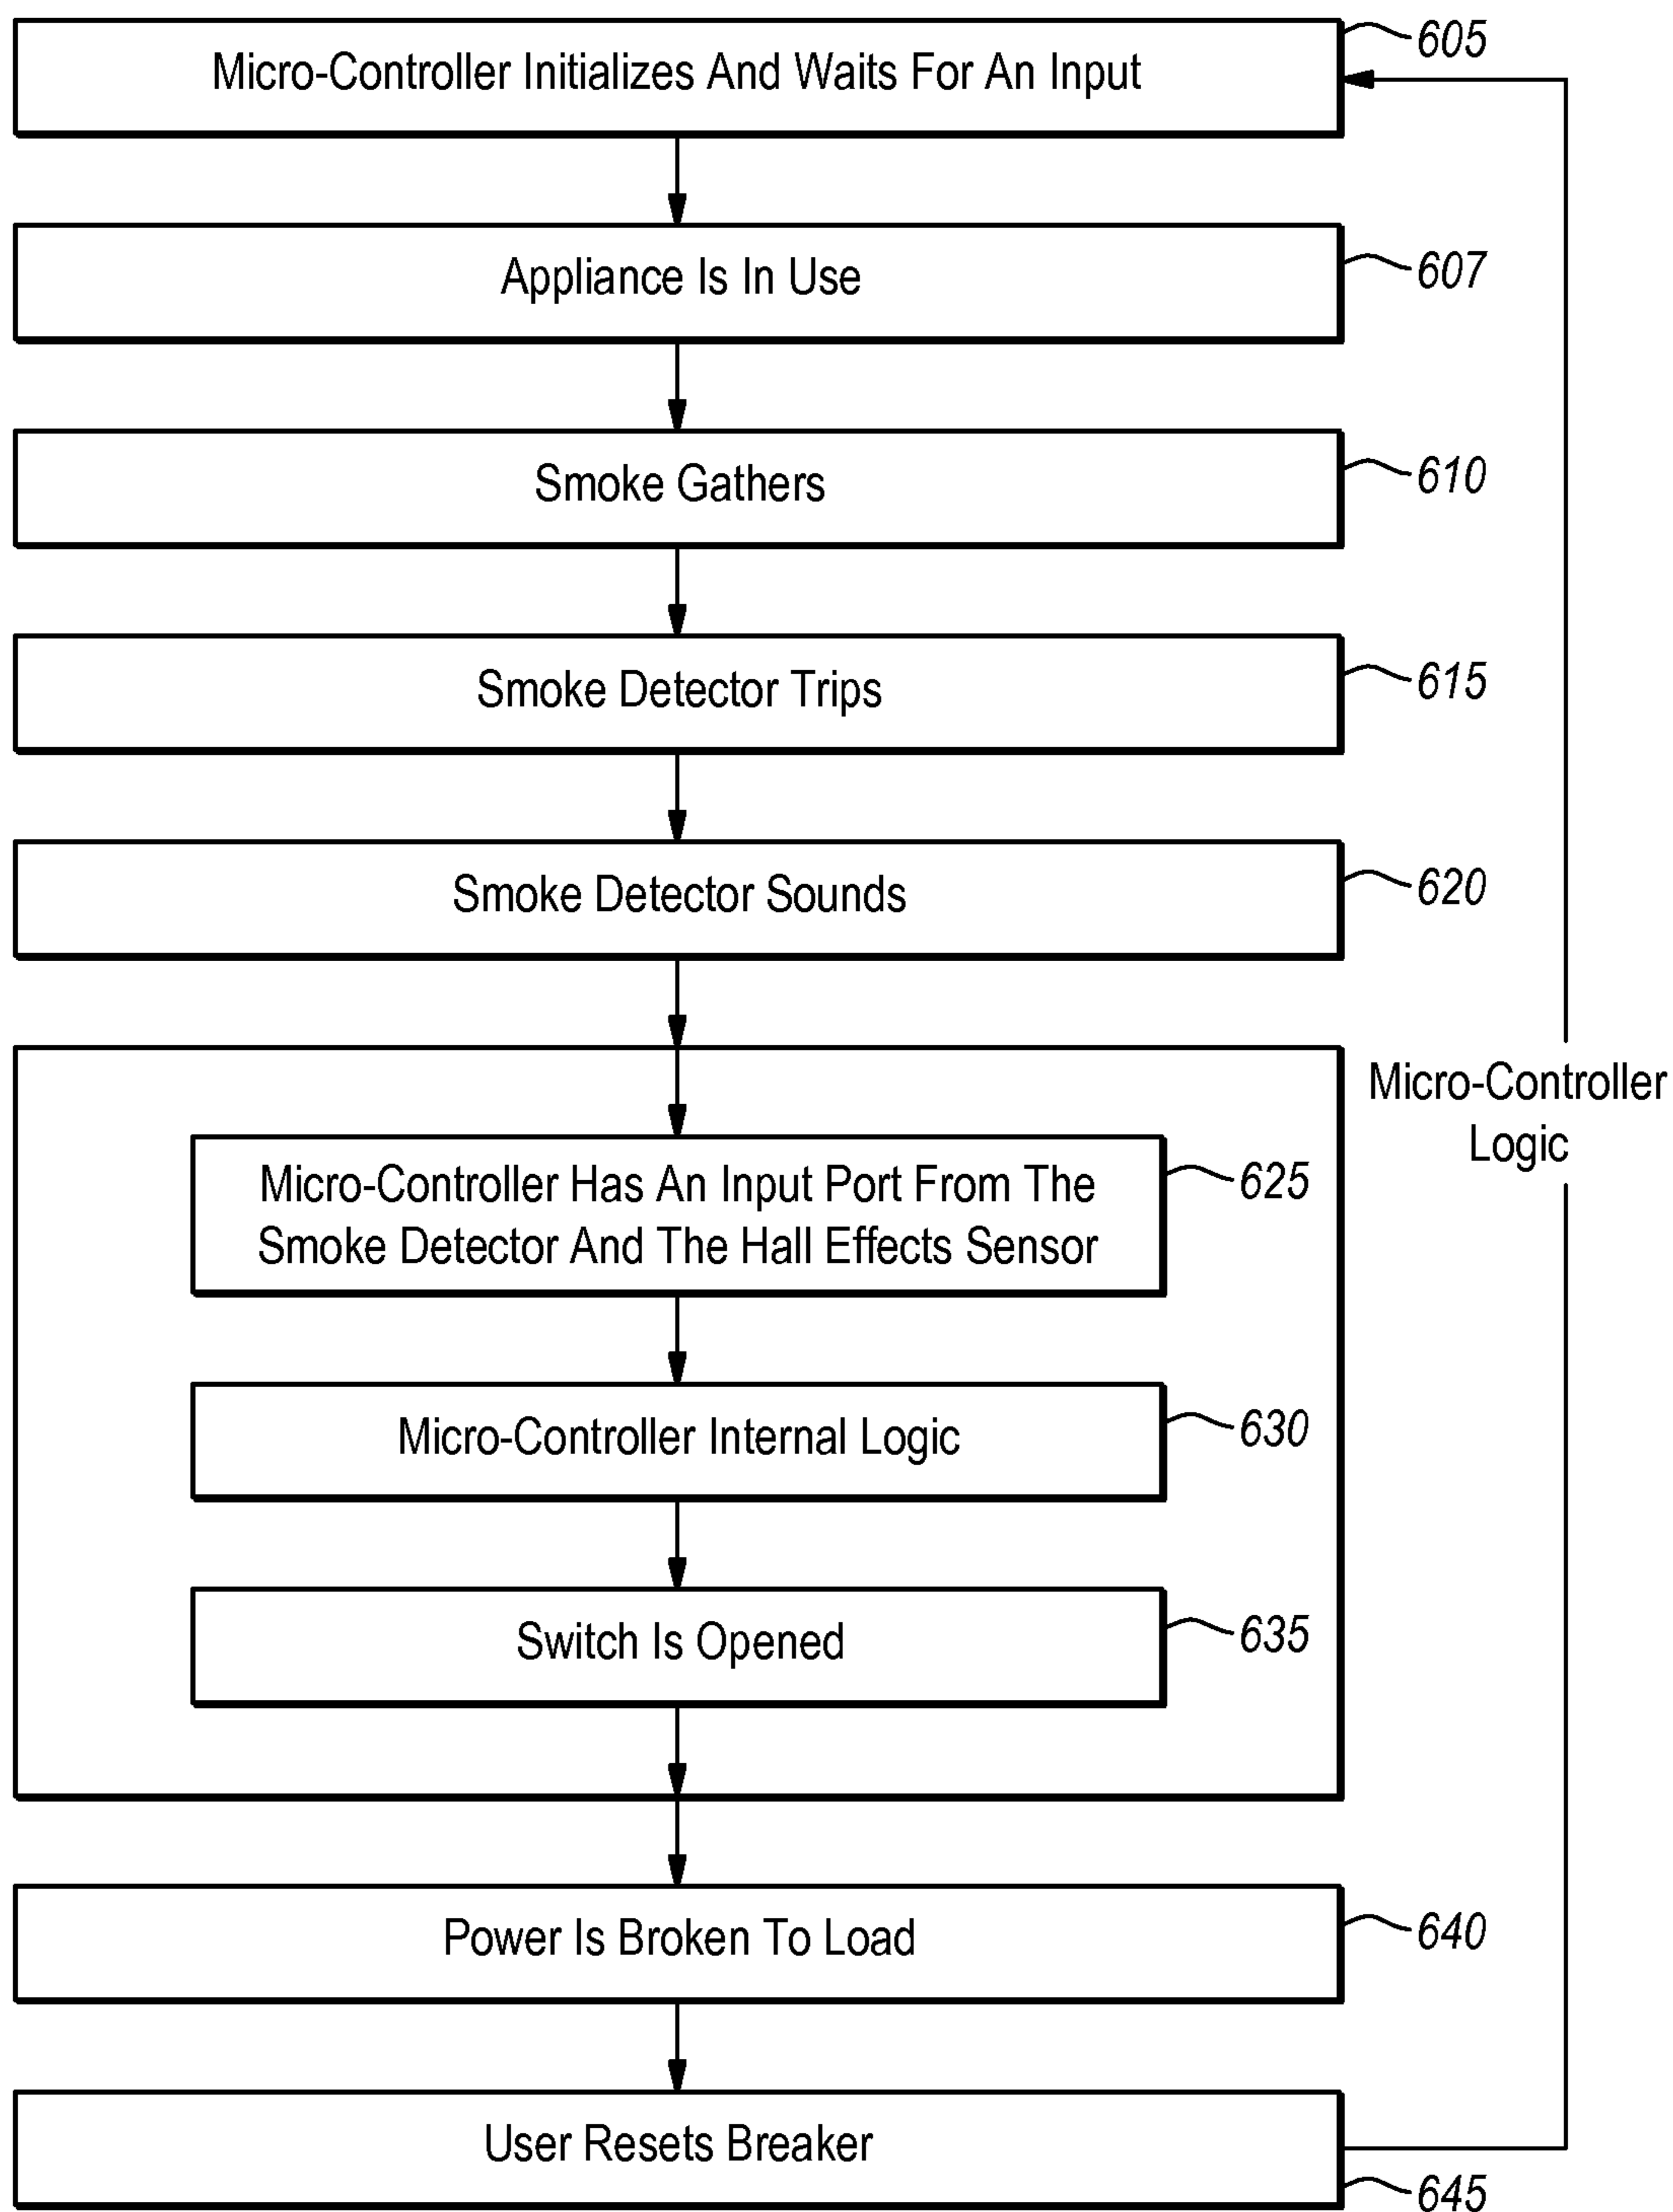 Micro-Controller Initializes And Waits For An Input
605
Appliance Is In Use
607
Smoke Gathers
610
Smoke Detector Trips
615
Smoke Detector Sounds
620
Micro-Controller
Logic
Micro-Controller Has An Input Port From The
Smoke Detector And The Hall Effects Sensor
625
Micro-Controller Internal Logic
630
Switch Is Opened
635
Power Is Broken To Load
640
User Resets Breaker
645